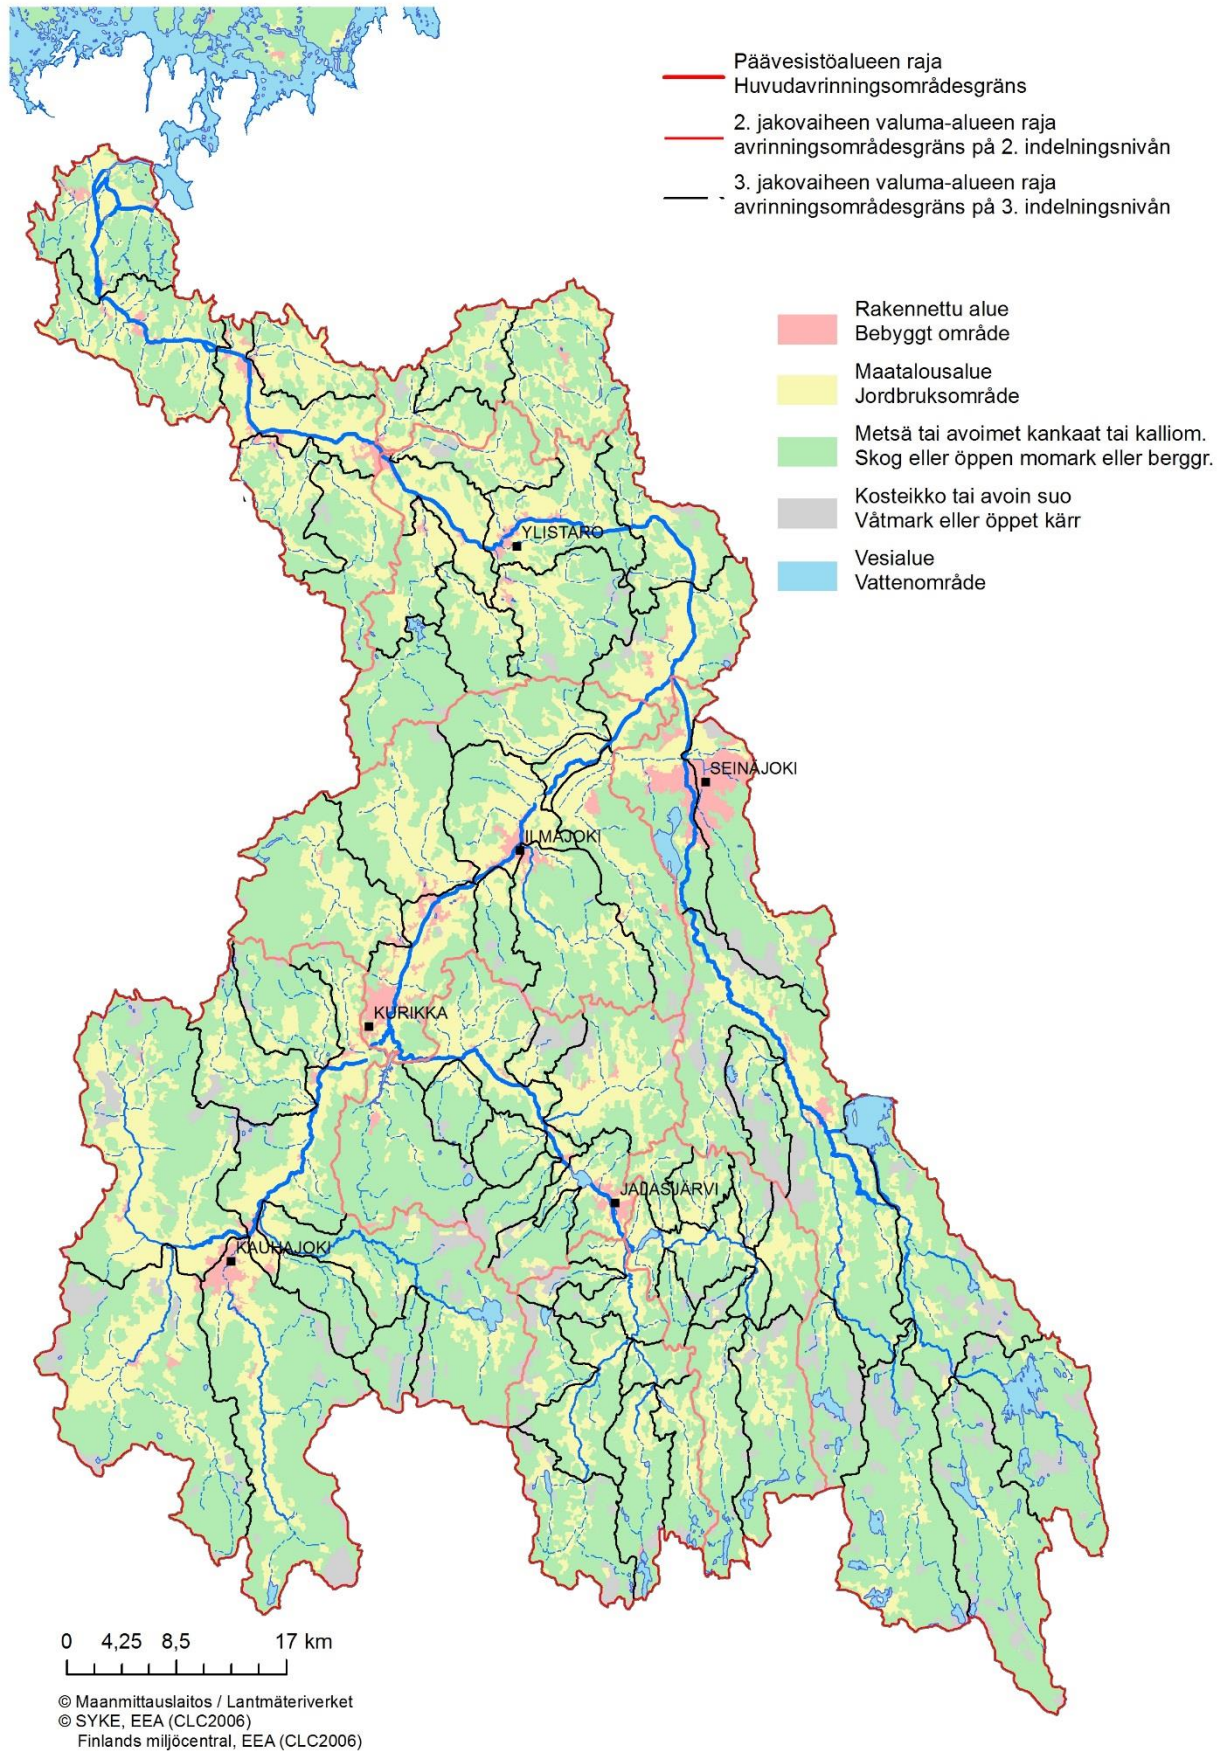 Päävesistöalueen raja
Huvudavrinningsområdesgräns
2. jakovaiheen valuma-alueen raja
avrinningsområdesgräns på 2. indelningsnivån
3. jakovaiheen valuma-alueen raja
avrinningsområdesgräns på 3. indelningsnivån
Rakennettu alue
Bebyggt område
Maatalousalue
Jordbruksområde
Metsä tai avoimet kankaat tai kalliom.
Skog eller öppen momark eller berggr.
Kosteikko tai avoin suo
Våtmark eller öppet kärr
Vesialue
Vattenområde
YLISTARO
SEINÄJOKI
ILMAJOKI
KURIKKA
JALASJÄRVI
KAUHAJOKI
0 4,25 8,5 17 km
© Maanmittauslaitos / Lantmäteriverket
© SYKE, EEA (CLC2006)
Finlands miljöcentral, EEA (CLC2006)